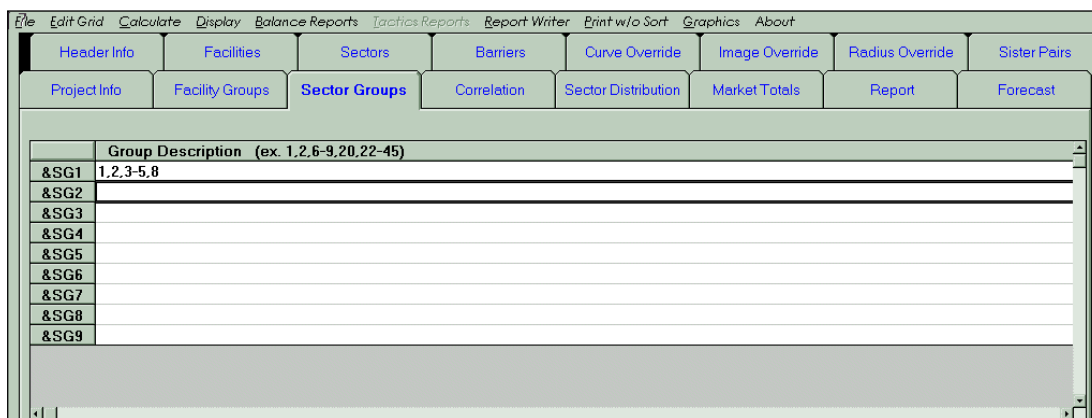 File Edit Grid Calculate Display Balance Reports Tactics Reports Report Writer Print w/o Sort Graphics About
Header Info Facilities Sectors Barriers Curve Override Image Override Radius Override Sister Pairs
Project Info Facility Groups Sector Groups Correlation Sector Distribution Market Totals Report Forecast
Group Description (ex. 1,2,6-9,20,22-45)
&SG1 1,2,3-5,8
&SG2
&SG3
&SG4
&SG5
&SG6
&SG7
&SG8
&SG9